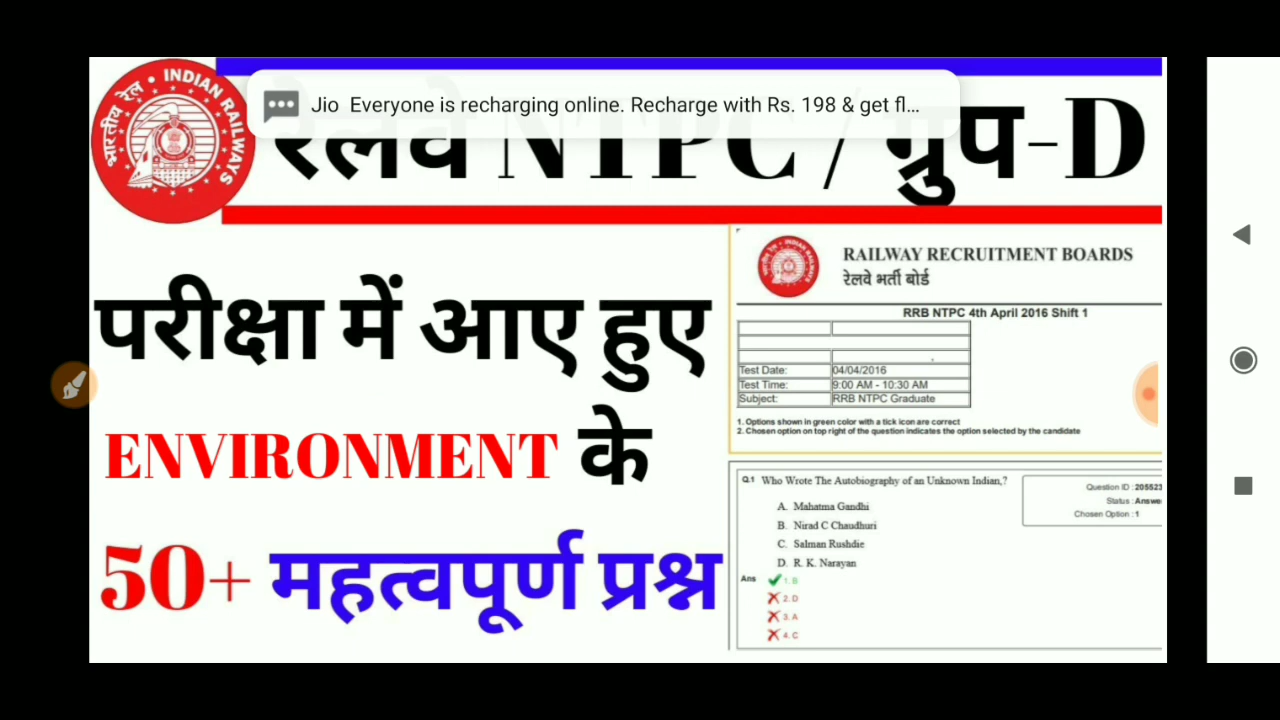 Jio Everyone is recharging online. Recharge with Rs. 198 & get fl...
भारतीय रेल • INDIAN RAILWAYS
रेलवे NTPC / ग्रुप-D
परीक्षा में आए हुए
ENVIRONMENT के
50+ महत्वपूर्ण प्रश्न
RAILWAY RECRUITMENT BOARDS
रेलवे भर्ती बोर्ड
RRB NTPC 4th April 2016 Shift 1
Test Date: 04/04/2016
Test Time: 9:00 AM - 10:30 AM
Subject: RRB NTPC Graduate
1. Options shown in green color with a tick icon are correct
2. Chosen option on top right of the question indicates the option selected by the candidate
Q.1 Who Wrote The Autobiography of an Unknown Indian,?
A. Mahatma Gandhi
B. Nirad C Chaudhuri
C. Salman Rushdie
D. R. K. Narayan
Question ID : 205523
Status : Answe
Chosen Option : 1
Ans 1. B
2. D
3. A
4. C